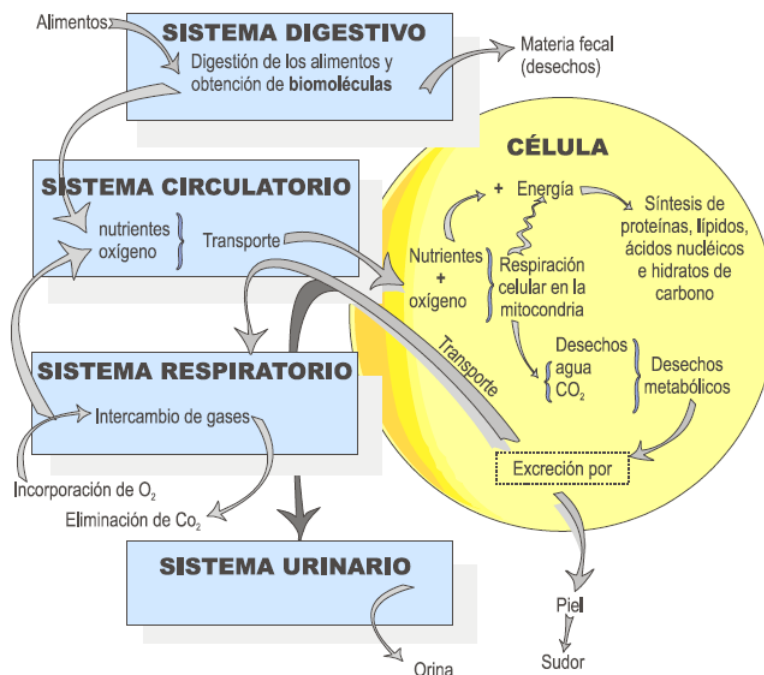 Alimentos
SISTEMA DIGESTIVO
Digestión de los alimentos y
obtención de biomoléculas
Materia fecal
(desechos)
SISTEMA CIRCULATORIO
nutrientes
oxígeno
Transporte
CÉLULA
+ Energía
Síntesis de
proteínas, lípidos,
ácidos nucléicos
e hidratos de
carbono
Nutrientes
+
oxígeno
Respiración
celular en la
mitocondria
Desechos
agua
CO₂
Desechos
metabólicos
Transporte
Excreción por
SISTEMA RESPIRATORIO
Intercambio de gases
Incorporación de O₂
Eliminación de Co₂
SISTEMA URINARIO
Orina
Piel
Sudor